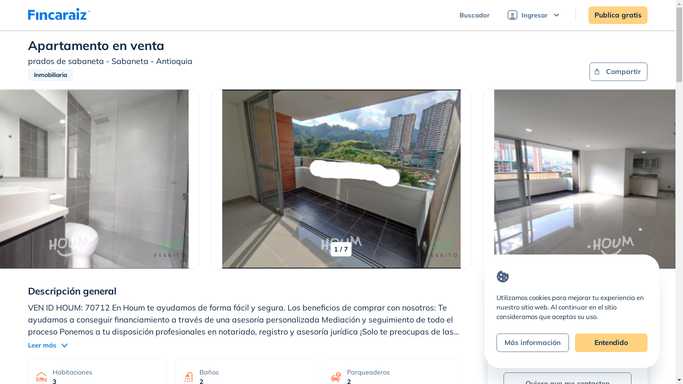 Fincaraiz
Buscador
Ingresar
Publica gratis
Apartamento en venta
prados de sabaneta - Sabaneta - Antioquia
Inmobiliaria
Compartir
HOUM
HOUM
1 / 7
HOUM
Descripción general
VEN ID HOUM: 70712 En Houm te ayudamos de forma fácil y segura. Los beneficios de comprar con nosotros: Te
ayudamos a conseguir financiamiento a través de una asesoría personalizada Mediación y seguimiento de todo el
proceso Ponemos a tu disposición profesionales en notariado, registro y asesoría jurídica ¡Solo te preocupas de las...
Leer más
Habitaciones
3
Baños
2
Parqueaderos
2
Utilizamos cookies para mejorar tu experiencia en
nuestro sitio web. Al continuar en el sitio
consideramos que aceptas su uso.
Más información
Entendido
Quiero que me contacten